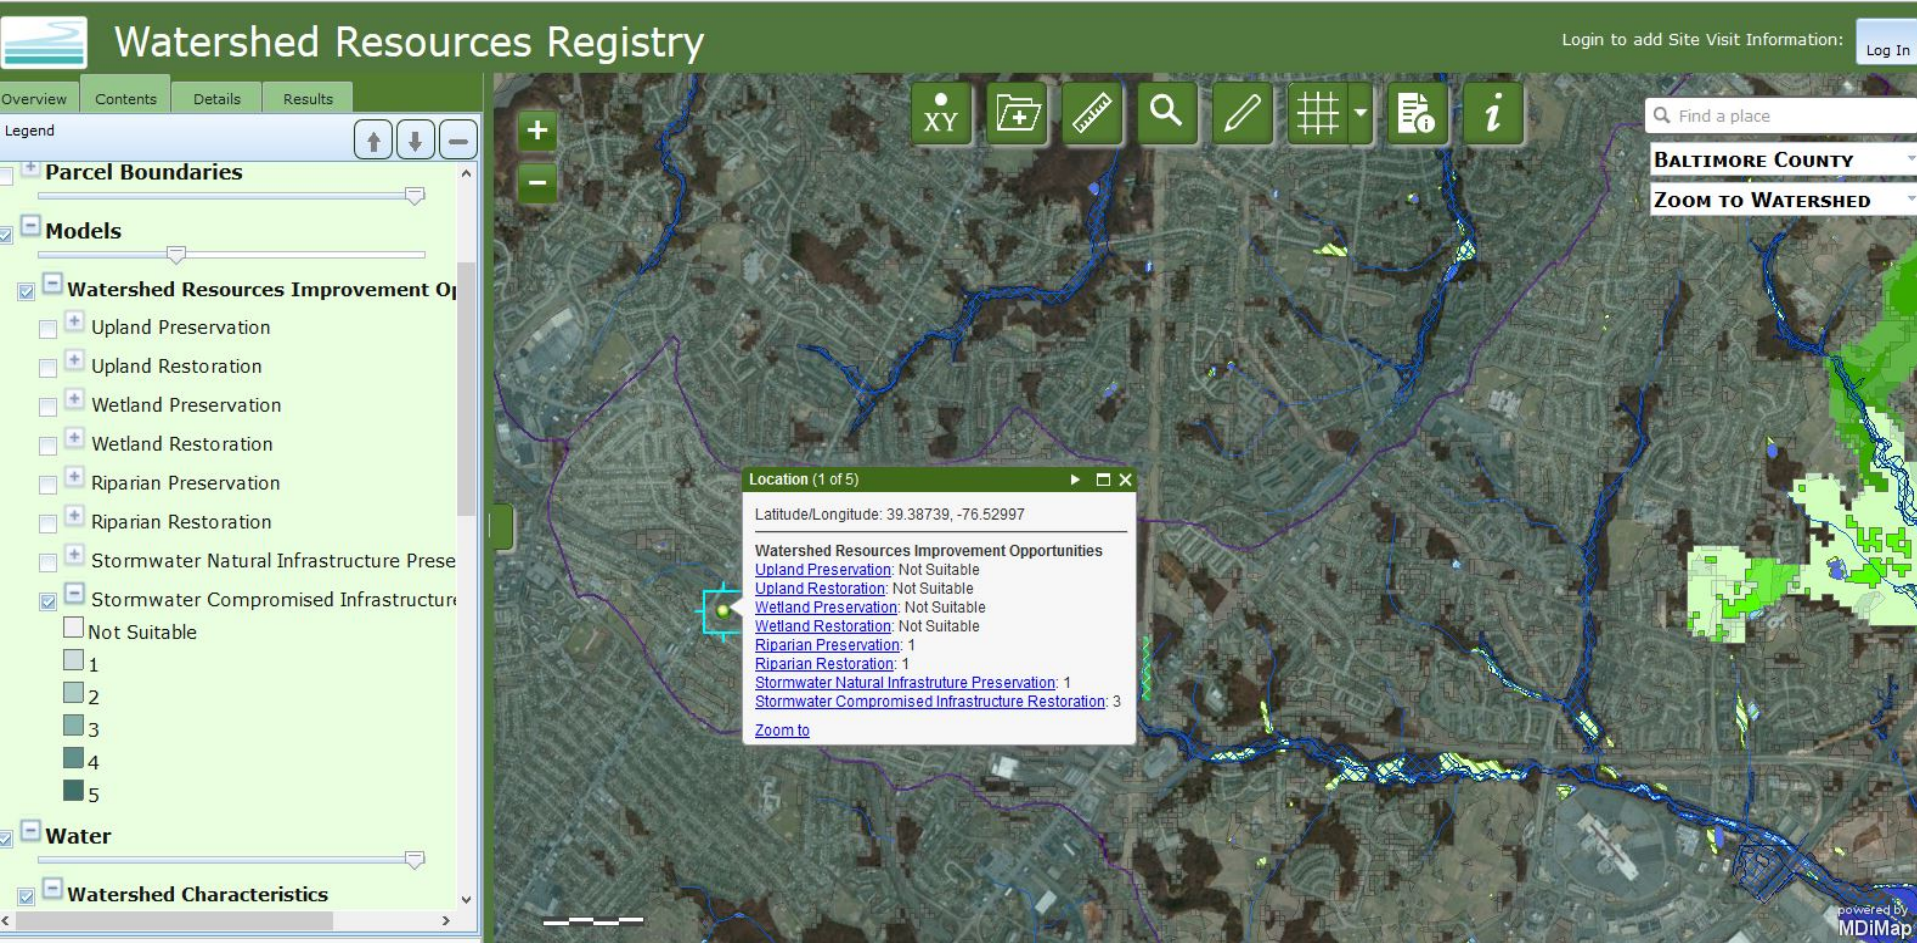 Watershed Resources Registry
Login to add Site Visit Information:
Log In
Overview
Contents
Details
Results
Legend
Parcel Boundaries
Models
Watershed Resources Improvement Op
Upland Preservation
Upland Restoration
Wetland Preservation
Wetland Restoration
Riparian Preservation
Riparian Restoration
Stormwater Natural Infrastructure Prese
Stormwater Compromised Infrastructure
Not Suitable
1
2
3
4
5
Water
Watershed Characteristics
+
−
XY
i
Find a place
BALTIMORE COUNTY
ZOOM TO WATERSHED
Location (1 of 5)
Latitude/Longitude: 39.38739, -76.52997
Watershed Resources Improvement Opportunities
Upland Preservation: Not Suitable
Upland Restoration: Not Suitable
Wetland Preservation: Not Suitable
Wetland Restoration: Not Suitable
Riparian Preservation: 1
Riparian Restoration: 1
Stormwater Natural Infrastruture Preservation: 1
Stormwater Compromised Infrastructure Restoration: 3
Zoom to
powered by
MDiMap